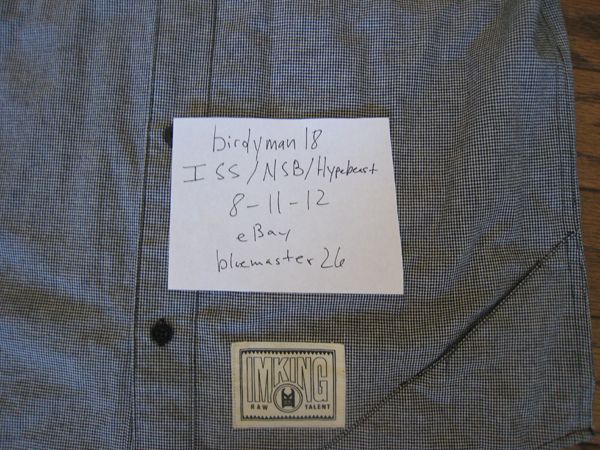 birdyman18
ISS/NSB/Hypebeast
8-11-12
eBay
bluemaster26
IMKING
RAW TALENT